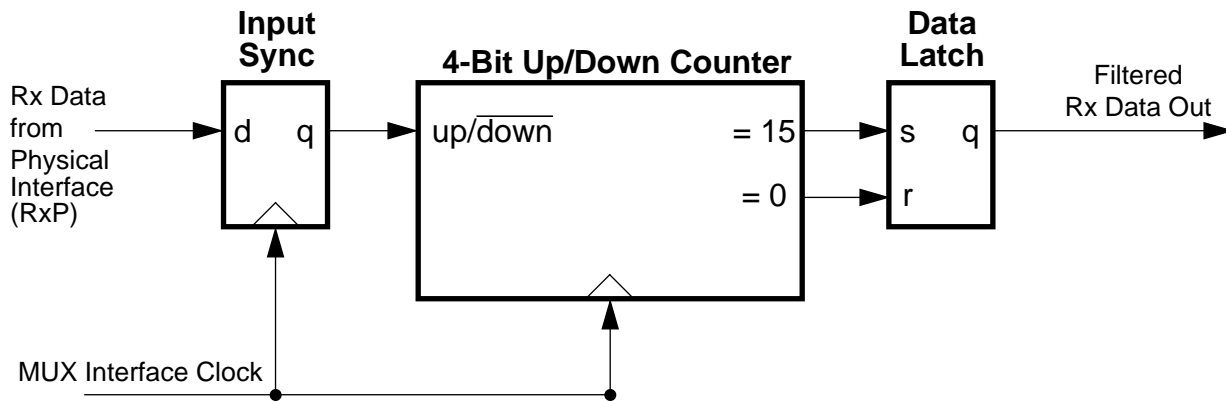 Input
Sync
4-Bit Up/Down Counter
Data
Latch
Rx Data
from
Physical
Interface
(RxP)
d q
up/down
= 15
= 0
s q
r
Filtered
Rx Data Out
MUX Interface Clock